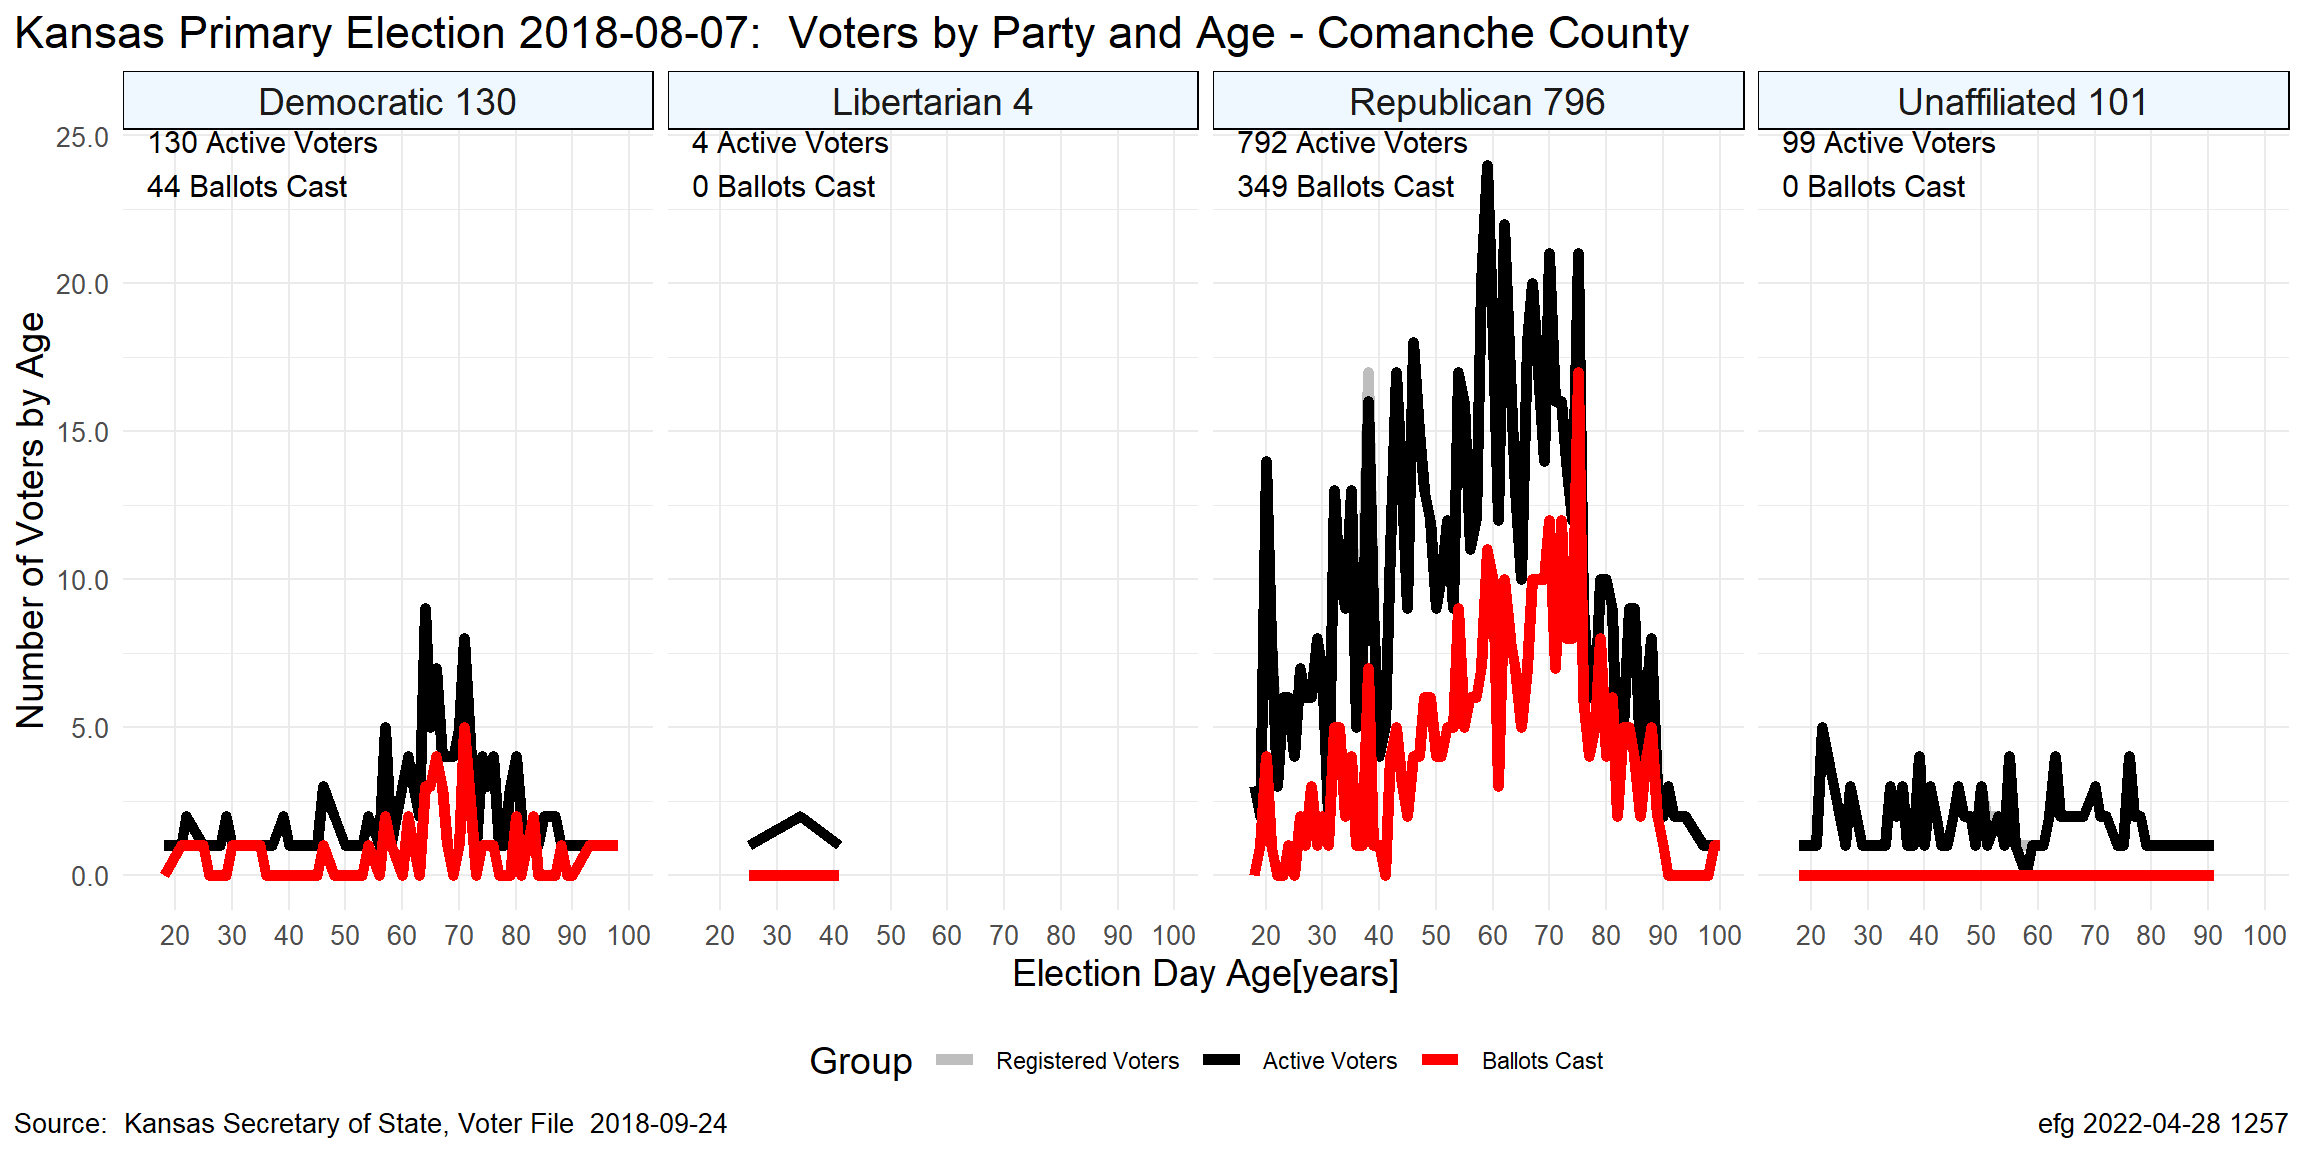 Kansas Primary Election 2018-08-07:  Voters by Party and Age - Comanche County
Democratic 130
Libertarian 4
Republican 796
Unaffiliated 101
130 Active Voters
44 Ballots Cast
4 Active Voters
0 Ballots Cast
792 Active Voters
349 Ballots Cast
99 Active Voters
0 Ballots Cast
Number of Voters by Age
25.0
20.0
15.0
10.0
5.0
0.0
20 30 40 50 60 70 80 90 100
20 30 40 50 60 70 80 90 100
20 30 40 50 60 70 80 90 100
20 30 40 50 60 70 80 90 100
Election Day Age[years]
Group Registered Voters Active Voters Ballots Cast
Source:  Kansas Secretary of State, Voter File  2018-09-24
efg 2022-04-28 1257